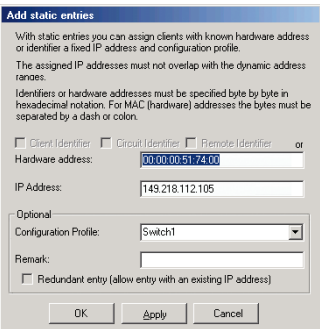 Add static entries
With static entries you can assign clients with known hardware address
or identifier a fixed IP address and configuration profile.
The assigned IP addresses must not overlap with the dynamic address
ranges.
Identifiers or hardware addresses must be specified byte by byte in
hexadecimal notation. For MAC (hardware) addresses the bytes must be
separated by a dash or colon.
Client Identifier Circuit Identifier Remote Identifier or
Hardware address: 00:00:00:51:74:00
IP Address: 149.218.112.105
Optional
Configuration Profile: Switch1
Remark:
Redundant entry (allow entry with an existing IP address)
OK Apply Cancel